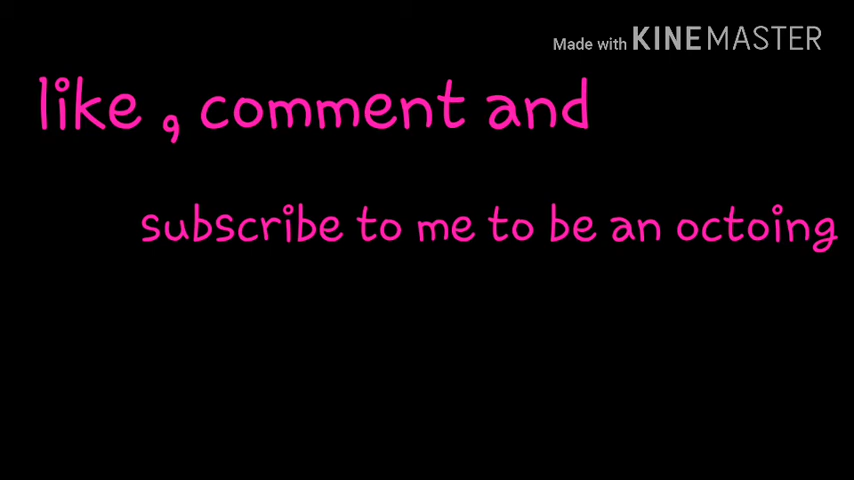 Made with KINEMASTER
like , comment and
subscribe to me to be an octoing